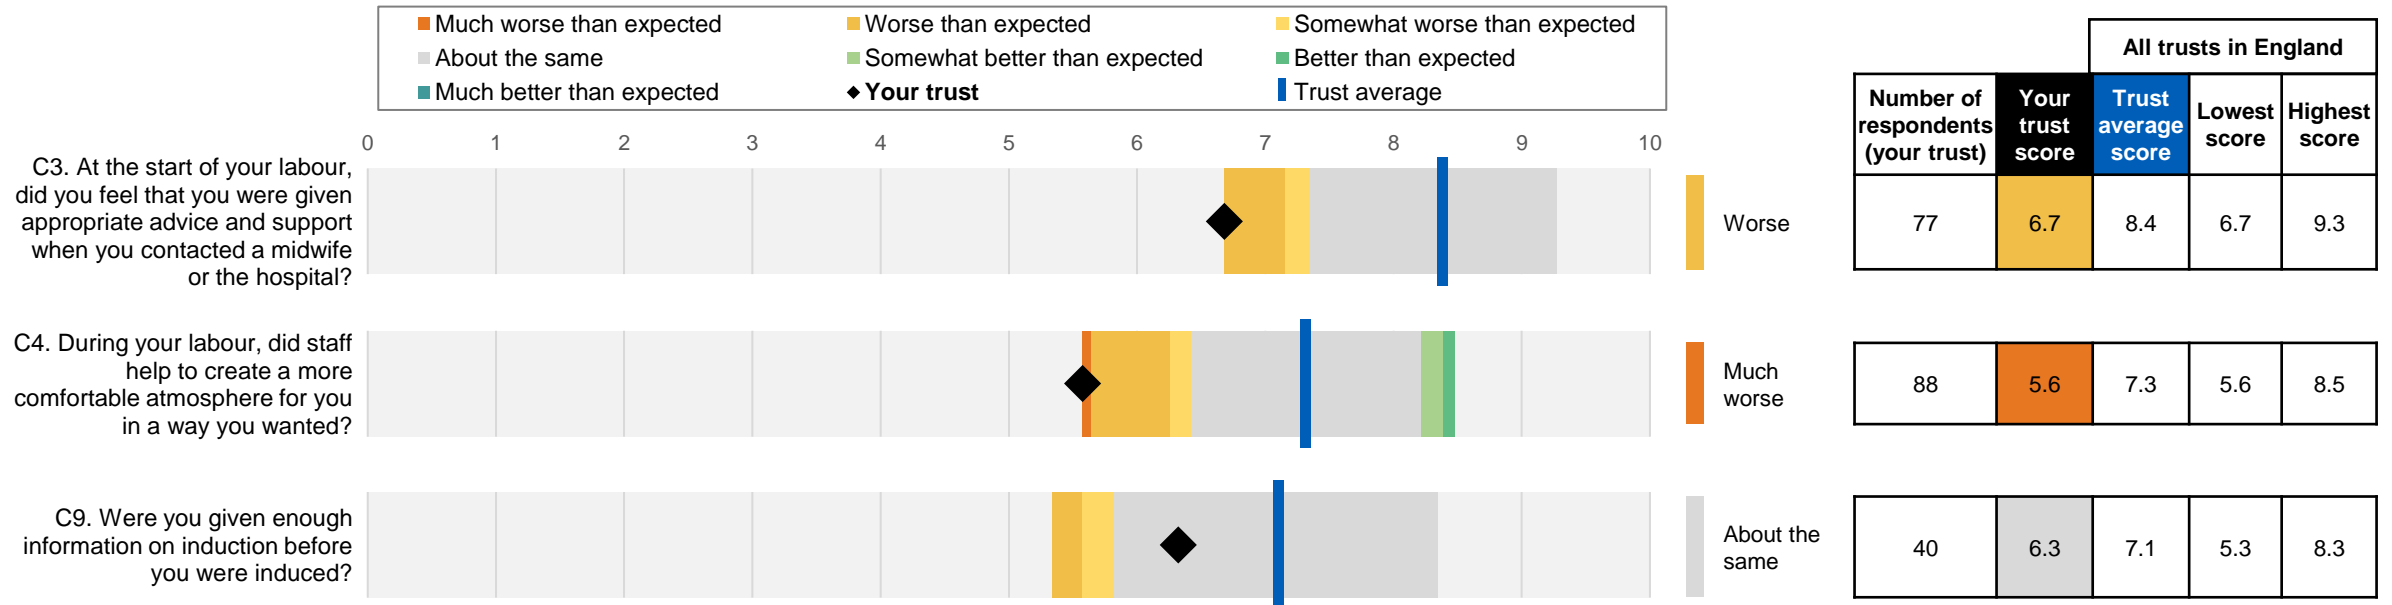 Much worse than expected
Worse than expected
Somewhat worse than expected
About the same
Somewhat better than expected
Better than expected
Much better than expected
Your trust
Trust average
All trusts in England
Number of
respondents
(your trust)
Your
trust
score
Trust
average
score
Lowest
score
Highest
score
0 1 2 3 4 5 6 7 8 9 10
C3. At the start of your labour,
did you feel that you were given
appropriate advice and support
when you contacted a midwife
or the hospital?
Worse
77 6.7 8.4 6.7 9.3
C4. During your labour, did staff
help to create a more
comfortable atmosphere for you
in a way you wanted?
Much
worse
88 5.6 7.3 5.6 8.5
C9. Were you given enough
information on induction before
you were induced?
About the
same
40 6.3 7.1 5.3 8.3